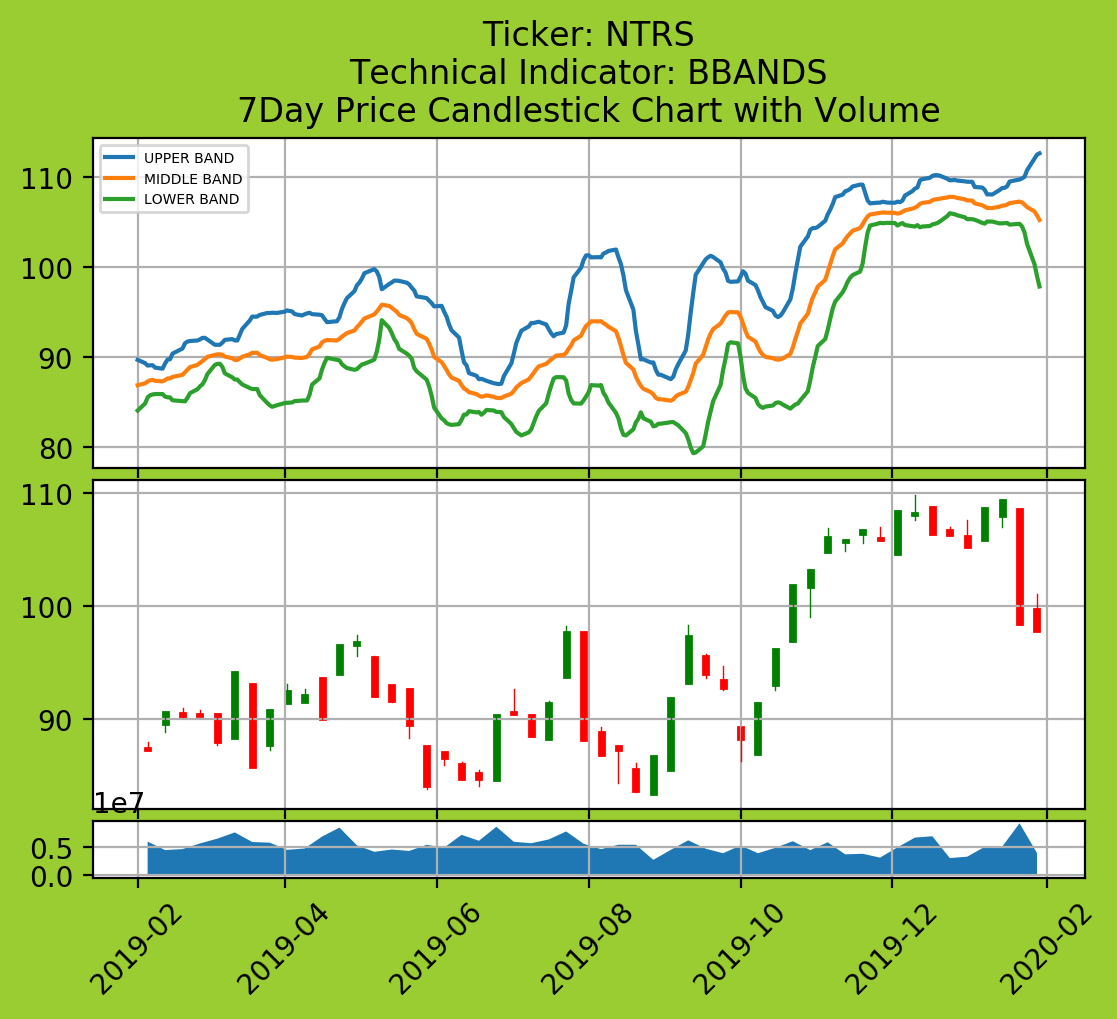 Ticker: NTRS
Technical Indicator: BBANDS
7Day Price Candlestick Chart with Volume
UPPER BAND
MIDDLE BAND
LOWER BAND
110
100
90
80
110
100
90
1e7
0.5
0.0
2019-02
2019-04
2019-06
2019-08
2019-10
2019-12
2020-02